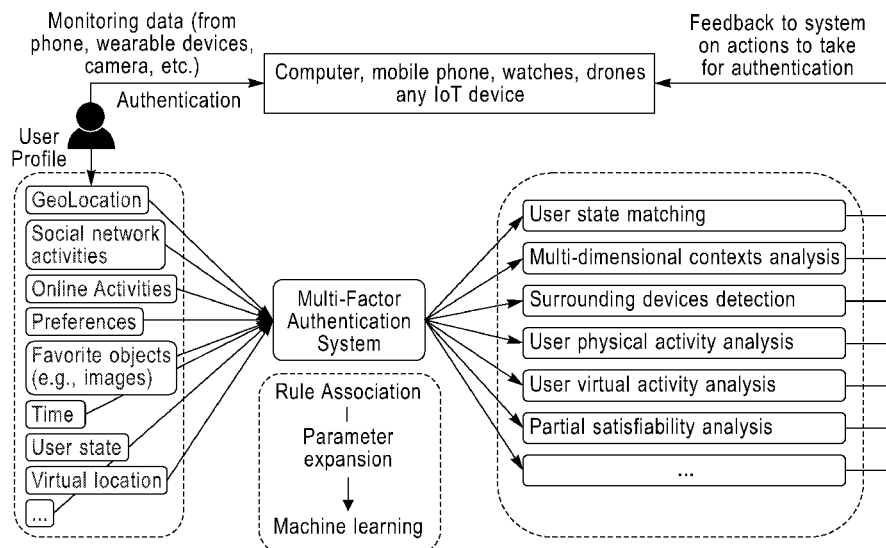 Monitoring data (from
phone, wearable devices,
camera, etc.)
Authentication
Computer, mobile phone, watches, drones
any IoT device
Feedback to system
on actions to take
for authentication
User
Profile
GeoLocation
Social network
activities
Online Activities
Preferences
Favorite objects
(e.g., images)
Time
User state
Virtual location
...
Multi-Factor
Authentication
System
Rule Association
Parameter
expansion
Machine learning
User state matching
Multi-dimensional contexts analysis
Surrounding devices detection
User physical activity analysis
User virtual activity analysis
Partial satisfiability analysis
...